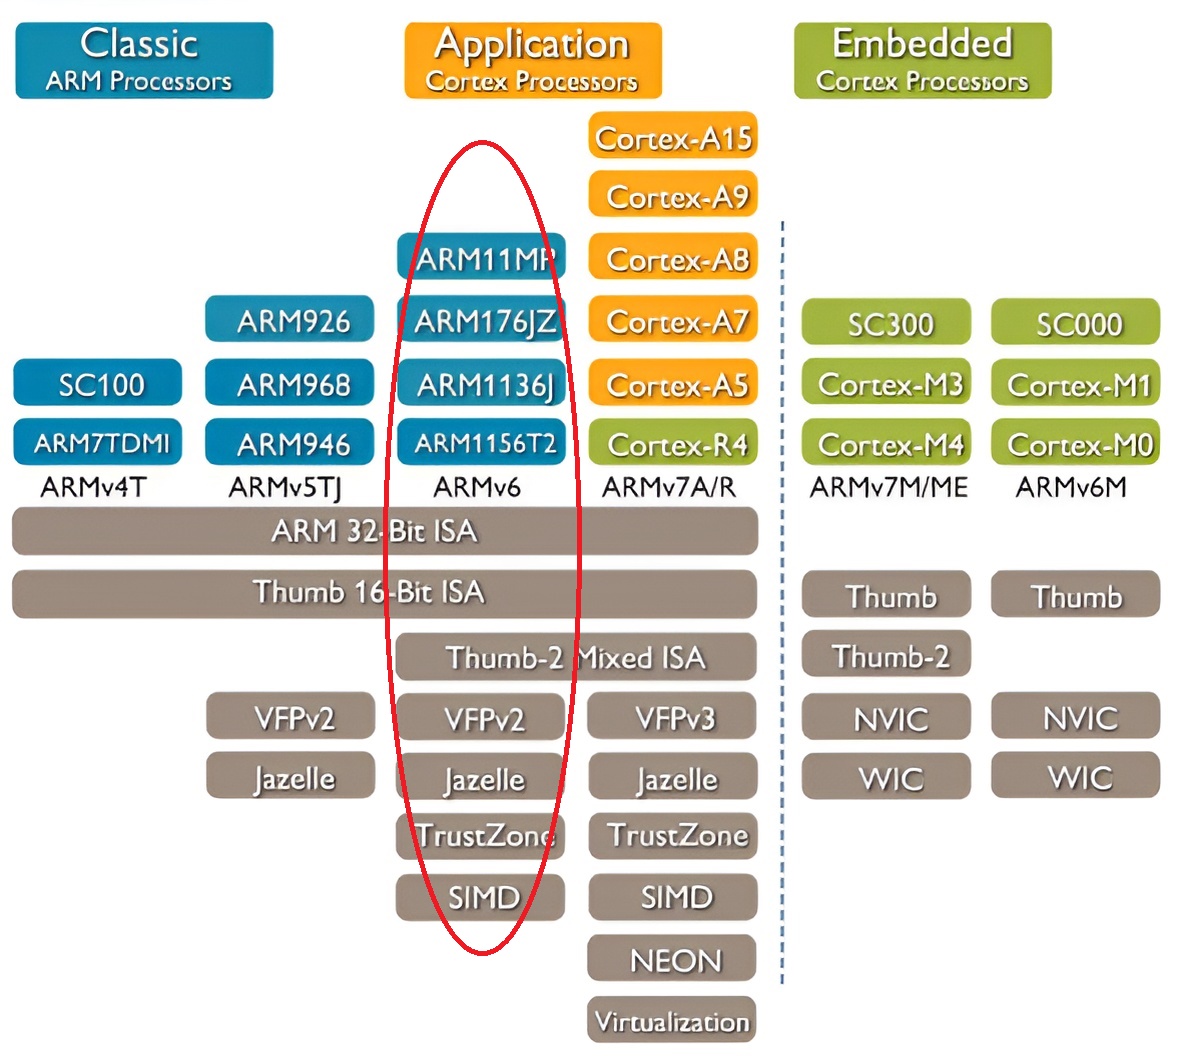 Classic
ARM Processors
Application
Cortex Processors
Embedded
Cortex Processors
Cortex-A15
Cortex-A9
ARM11MP
Cortex-A8
ARM926
ARM176JZ
Cortex-A7
SC300
SC000
SC100
ARM968
ARM1136J
Cortex-A5
Cortex-M3
Cortex-M1
ARM7TDMI
ARM946
ARM1156T2
Cortex-R4
Cortex-M4
Cortex-M0
ARMv4T
ARMv5TJ
ARMv6
ARMv7A/R
ARMv7M/ME
ARMv6M
ARM 32-Bit ISA
Thumb 16-Bit ISA
Thumb
Thumb
Thumb-2 Mixed ISA
Thumb-2
VFPv2
VFPv2
VFPv3
NVIC
NVIC
Jazelle
Jazelle
Jazelle
WIC
WIC
TrustZone
TrustZone
SIMD
SIMD
NEON
Virtualization